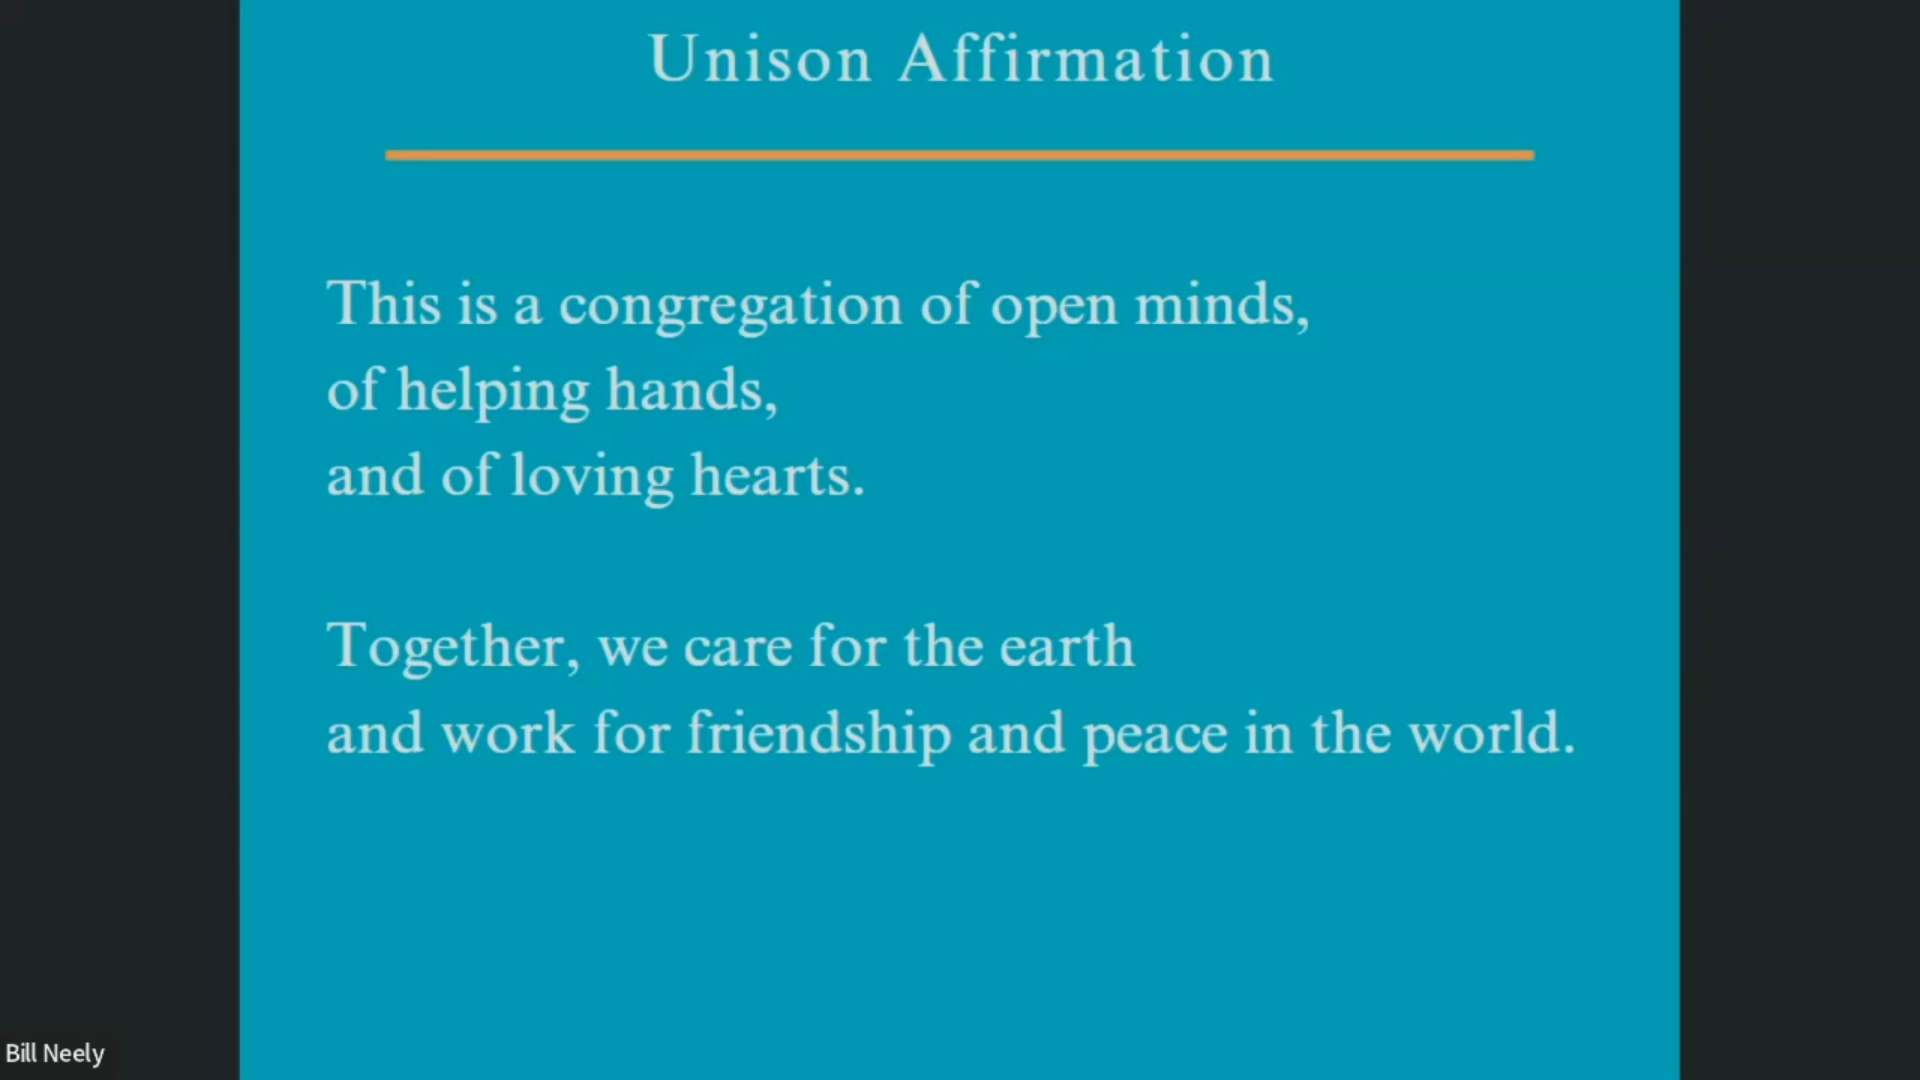 Unison Affirmation
This is a congregation of open minds,
of helping hands,
and of loving hearts.
Together, we care for the earth
and work for friendship and peace in the world.
Bill Neely